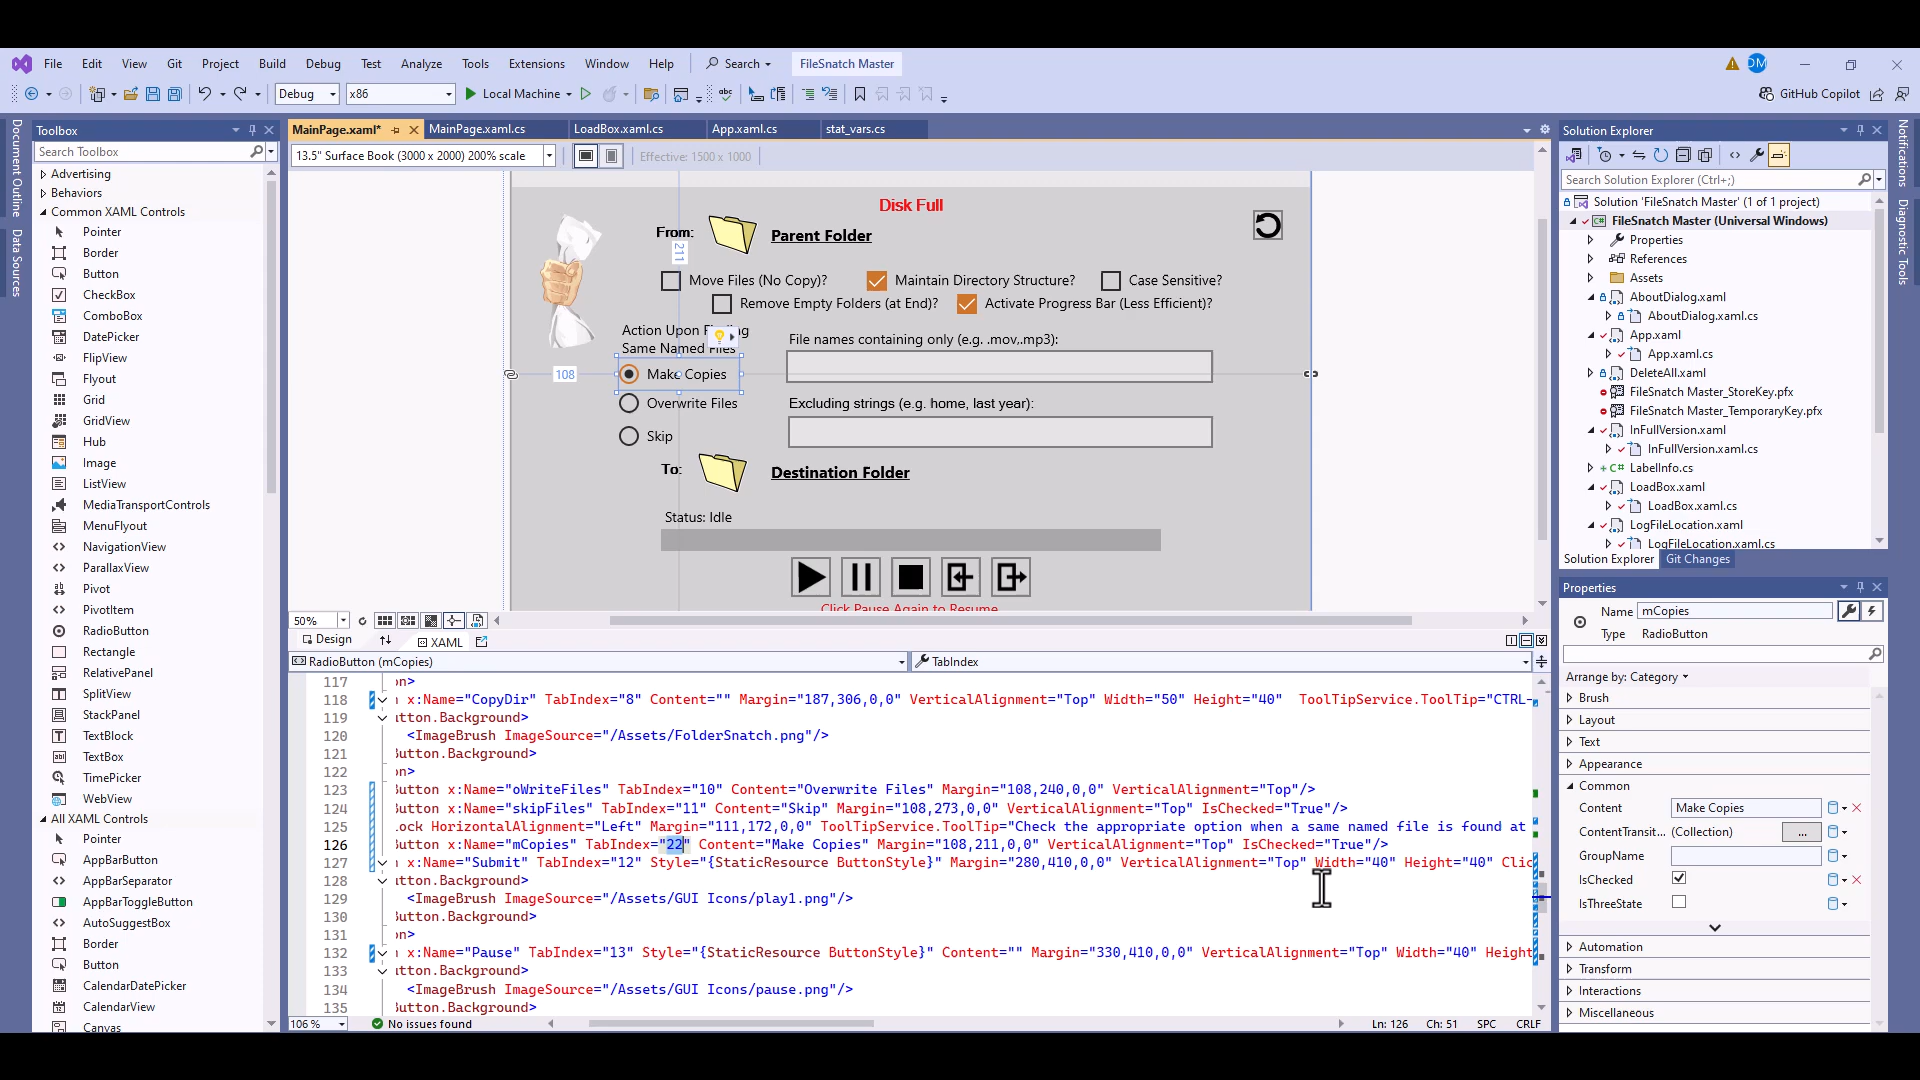 File Edit View Git Project Build Debug Test Analyze Tools Extensions Window Help Search FileSnatch Master DM
Debug x86 Local Machine GitHub Copilot
Document Outline
Data Sources
Toolbox
Search Toolbox
Advertising
Behaviors
Common XAML Controls
Pointer
Border
Button
CheckBox
ComboBox
DatePicker
FlipView
Flyout
Grid
GridView
Hub
Image
ListView
MediaTransportControls
MenuFlyout
NavigationView
ParallaxView
Pivot
PivotItem
RadioButton
Rectangle
RelativePanel
SplitView
StackPanel
TextBlock
TextBox
TimePicker
WebView
All XAML Controls
Pointer
AppBarButton
AppBarSeparator
AppBarToggleButton
AutoSuggestBox
Border
Button
CalendarDatePicker
CalendarView
Canvas
MainPage.xaml* MainPage.xaml.cs LoadBox.xaml.cs App.xaml.cs stat_vars.cs
13.5" Surface Book (3000 x 2000) 200% scale Effective: 1500 x 1000
Disk Full
From: Parent Folder
211
Move Files (No Copy)? Maintain Directory Structure? Case Sensitive?
Remove Empty Folders (at End)? Activate Progress Bar (Less Efficient)?
Action Upon
Same Named Files
File names containing only (e.g. .mov,.mp3):
108
Make Copies
Overwrite Files
Excluding strings (e.g. home, last year):
Skip
To: Destination Folder
Status: Idle
Click Pause Again to Resume
50%
Design XAML
RadioButton (mCopies) TabIndex
117 on>
118 n x:Name="CopyDir" TabIndex="8" Content="" Margin="187,306,0,0" VerticalAlignment="Top" Width="50" Height="40" ToolTipService.ToolTip="CTRL-
119 utton.Background>
120 <ImageBrush ImageSource="/Assets/FolderSnatch.png"/>
121 Button.Background>
122 on>
123 Button x:Name="oWriteFiles" TabIndex="10" Content="Overwrite Files" Margin="108,240,0,0" VerticalAlignment="Top"/>
124 Button x:Name="skipFiles" TabIndex="11" Content="Skip" Margin="108,273,0,0" VerticalAlignment="Top" IsChecked="True"/>
125 lock HorizontalAlignment="Left" Margin="111,172,0,0" ToolTipService.ToolTip="Check the appropriate option when a same named file is found at
126 Button x:Name="mCopies" TabIndex="22" Content="Make Copies" Margin="108,211,0,0" VerticalAlignment="Top" IsChecked="True"/>
127 n x:Name="Submit" TabIndex="12" Style="{StaticResource ButtonStyle}" Margin="280,410,0,0" VerticalAlignment="Top" Width="40" Height="40" Clic
128 utton.Background>
129 <ImageBrush ImageSource="/Assets/GUI Icons/play1.png"/>
130 Button.Background>
131 on>
132 n x:Name="Pause" TabIndex="13" Style="{StaticResource ButtonStyle}" Content="" Margin="330,410,0,0" VerticalAlignment="Top" Width="40" Height
133 utton.Background>
134 <ImageBrush ImageSource="/Assets/GUI Icons/pause.png"/>
135 Button.Background>
106 % No issues found Ln: 126 Ch: 51 SPC CRLF
Solution Explorer
Search Solution Explorer (Ctrl+;)
Solution 'FileSnatch Master' (1 of 1 project)
FileSnatch Master (Universal Windows)
Properties
References
Assets
AboutDialog.xaml
AboutDialog.xaml.cs
App.xaml
App.xaml.cs
DeleteAll.xaml
FileSnatch Master_StoreKey.pfx
FileSnatch Master_TemporaryKey.pfx
InFullVersion.xaml
InFullVersion.xaml.cs
LabelInfo.cs
LoadBox.xaml
LoadBox.xaml.cs
LogFileLocation.xaml
LogFileLocation.xaml.cs
Solution Explorer Git Changes
Properties
Name mCopies
Type RadioButton
Arrange by: Category
Brush
Layout
Text
Appearance
Common
Content Make Copies
ContentTransit... (Collection) ...
GroupName
IsChecked
IsThreeState
Automation
Transform
Interactions
Miscellaneous
Notifications
Diagnostic Tools